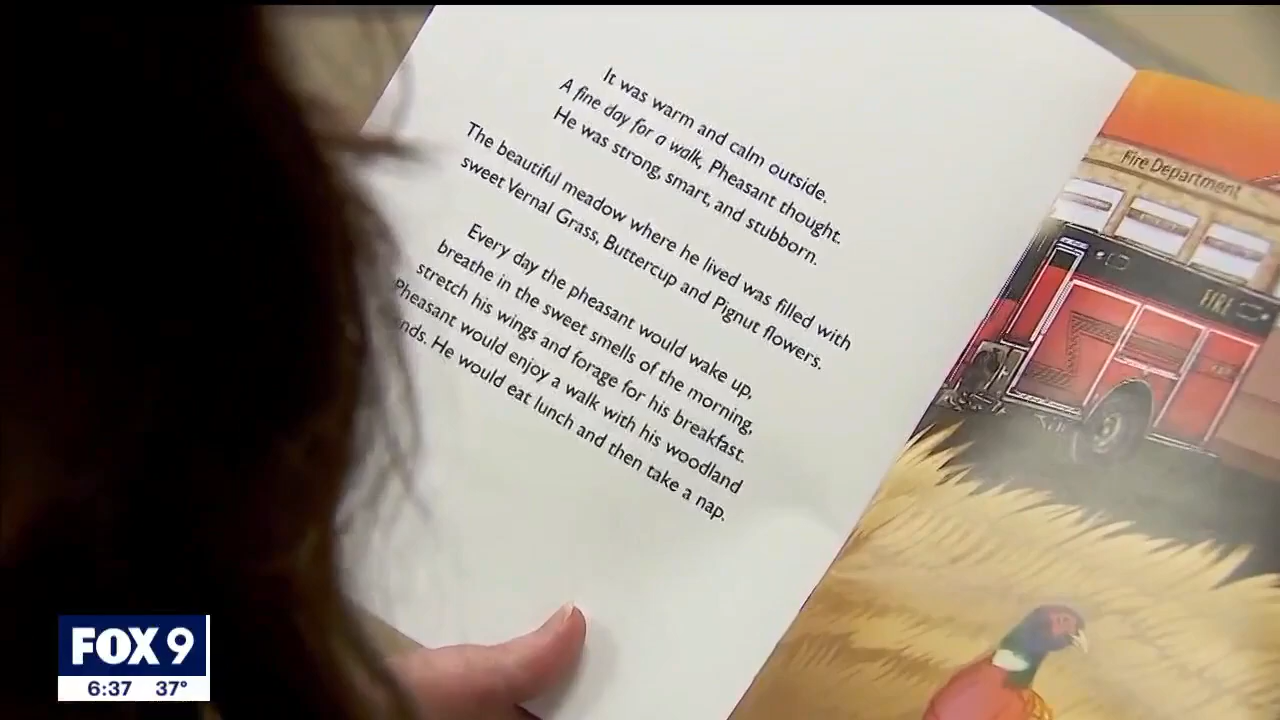 It was warm and calm outside.
A fine day for a walk, Pheasant thought.
He was strong, smart, and stubborn.
The beautiful meadow where he lived was filled with
sweet Vernal Grass, Buttercup and Pignut flowers.
Every day the pheasant would wake up,
breathe in the sweet smells of the morning,
stretch his wings and forage for his breakfast.
Pheasant would enjoy a walk with his woodland
nds. He would eat lunch and then take a nap.
Fire Department
FIRE
FOX 9
6:37 37°